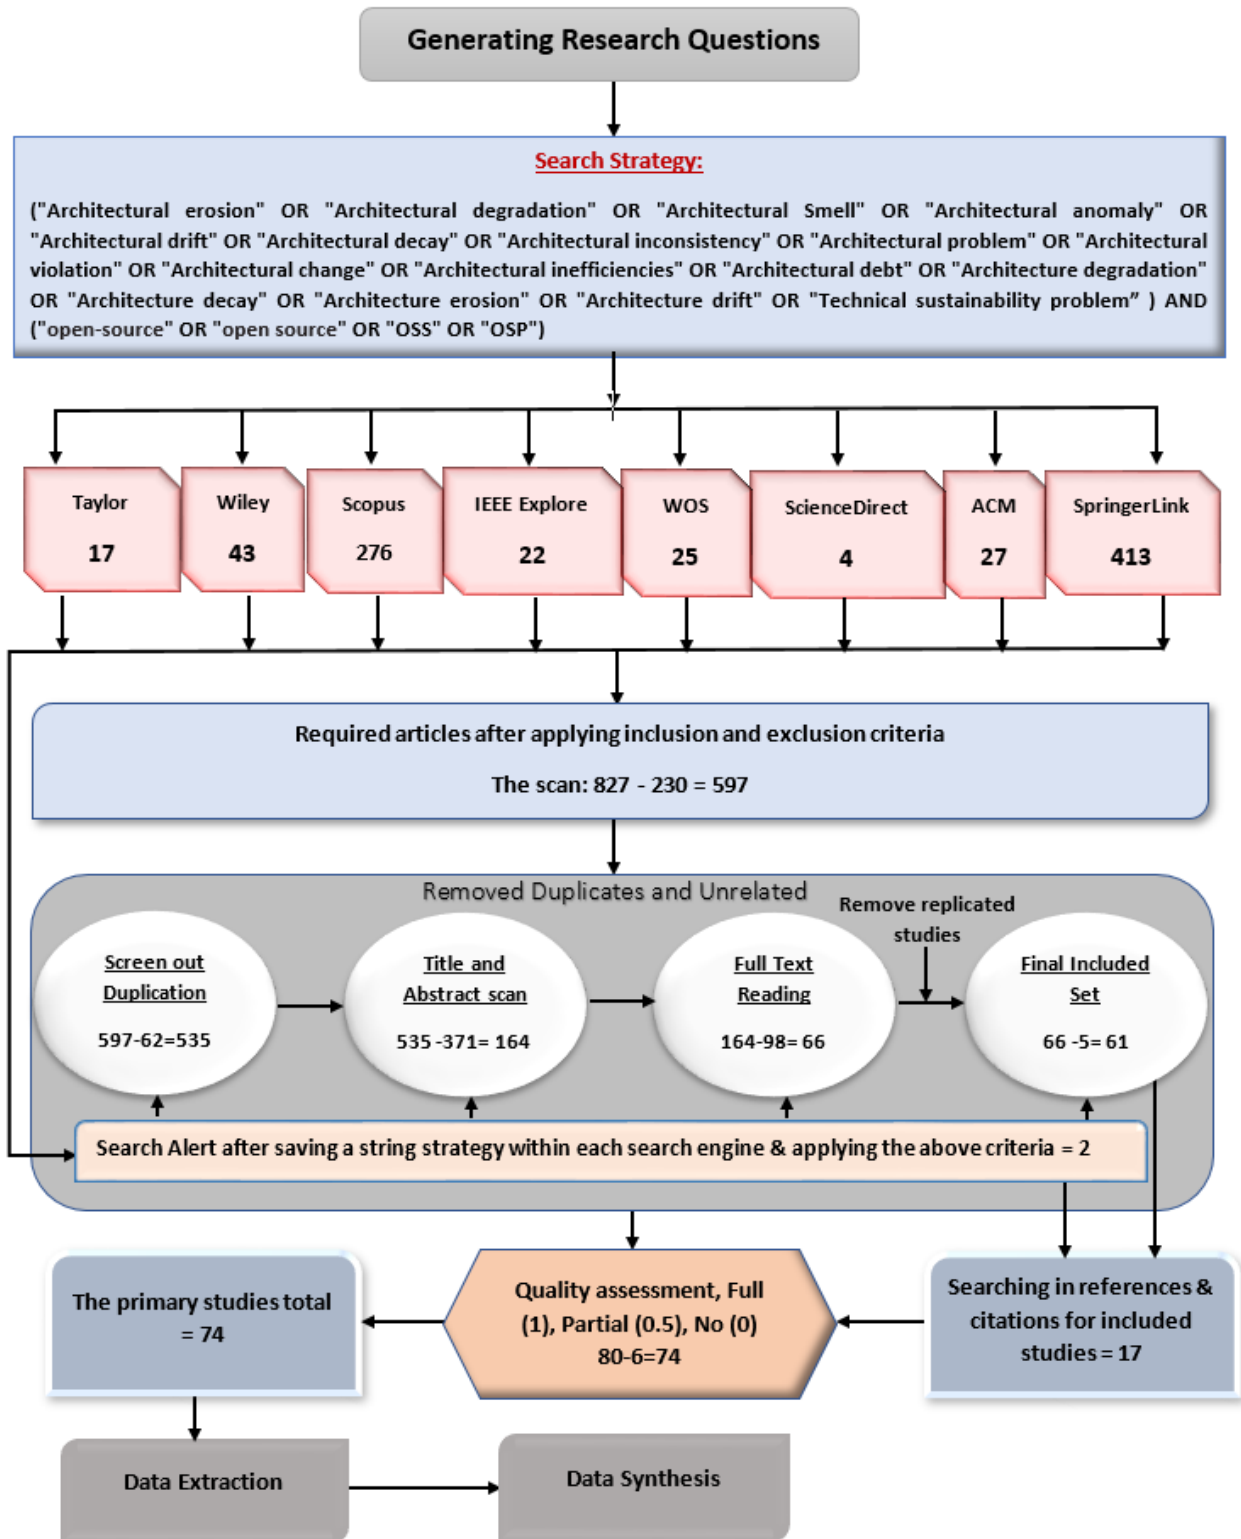 Generating Research Questions
Search Strategy:
("Architectural erosion" OR "Architectural degradation" OR "Architectural Smell" OR "Architectural anomaly" OR
"Architectural drift" OR "Architectural decay" OR "Architectural inconsistency" OR "Architectural problem" OR "Architectural
violation" OR "Architectural change" OR "Architectural inefficiencies" OR "Architectural debt" OR "Architecture degradation"
OR "Architecture decay" OR "Architecture erosion" OR "Architecture drift" OR "Technical sustainability problem” ) AND
("open-source" OR "open source" OR "OSS" OR "OSP")
Taylor
17
Wiley
43
Scopus
276
IEEE Explore
22
WOS
25
ScienceDirect
4
ACM
27
SpringerLink
413
Required articles after applying inclusion and exclusion criteria
The scan: 827 - 230 = 597
Removed Duplicates and Unrelated
Screen out
Duplication
597-62=535
Title and
Abstract scan
535 -371= 164
Full Text
Reading
164-98= 66
Remove replicated
studies
Final Included
Set
66 -5= 61
Search Alert after saving a string strategy within each search engine & applying the above criteria = 2
Searching in references &
citations for included
studies = 17
Quality assessment, Full
(1), Partial (0.5), No (0)
80-6=74
The primary studies total
= 74
Data Extraction
Data Synthesis